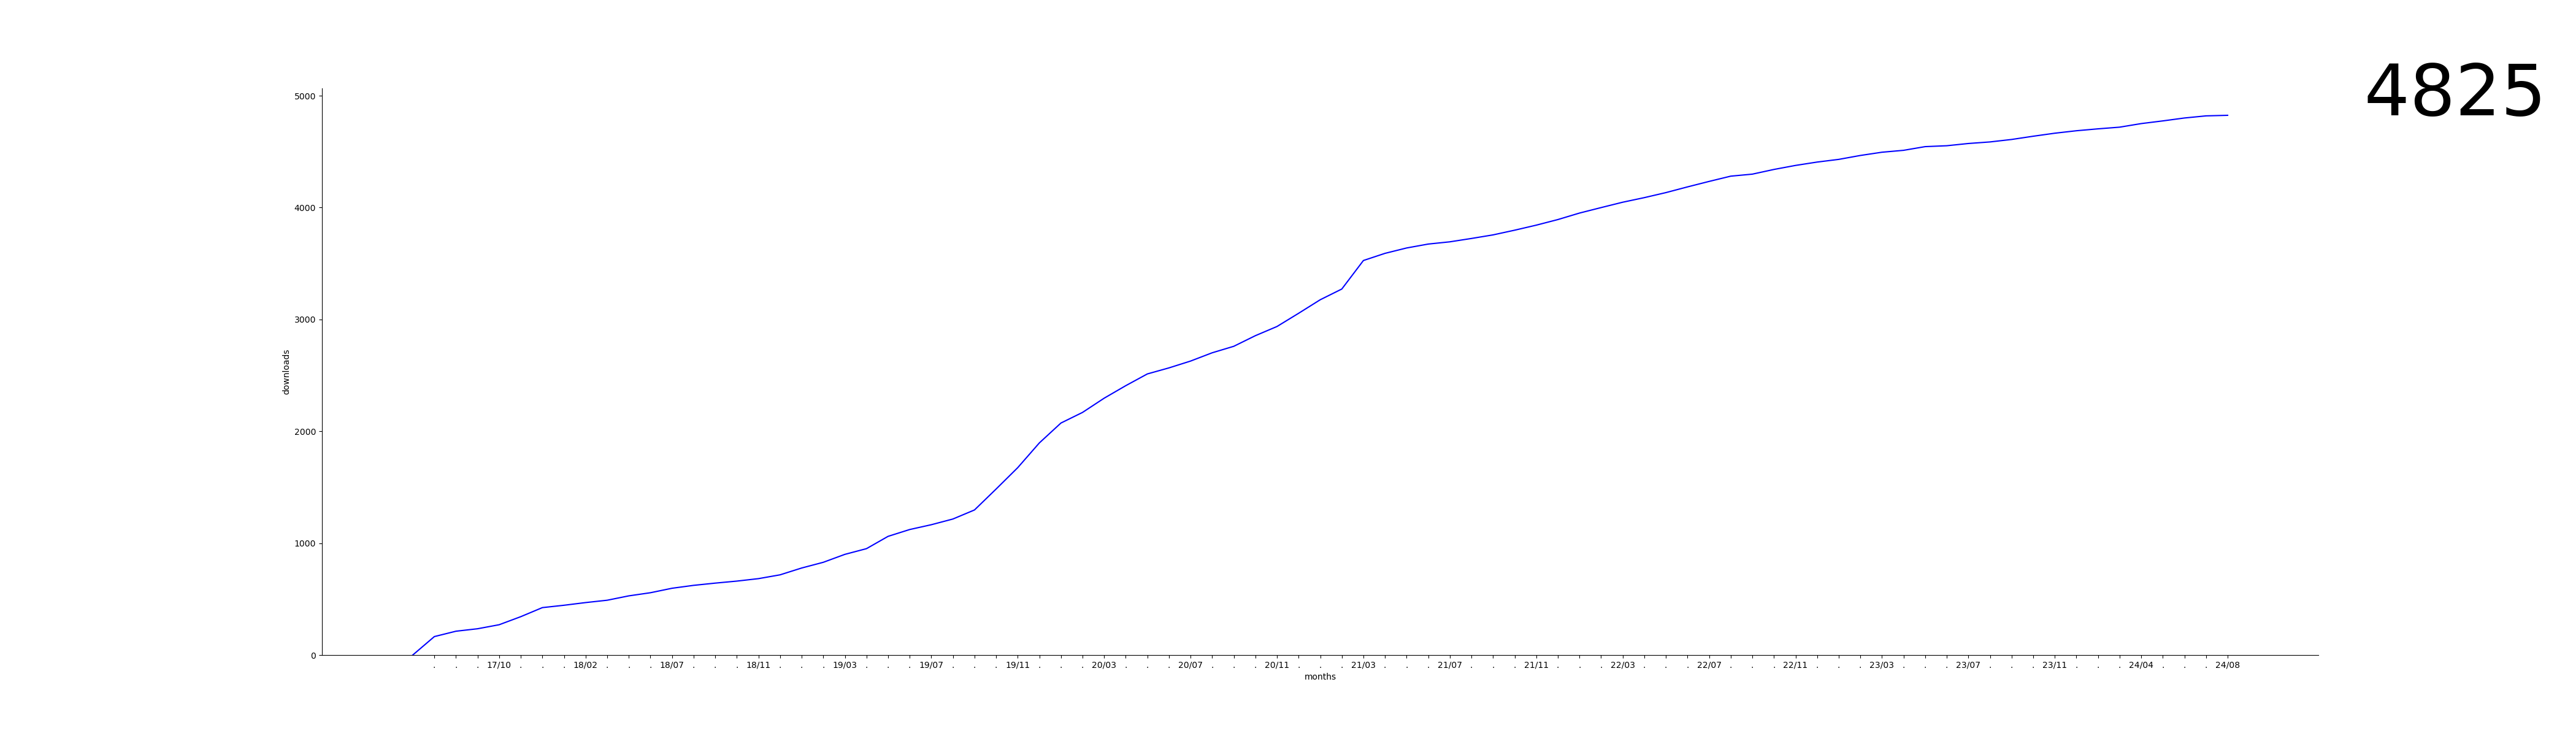 4825
5000
4000
3000
2000
1000
0
downloads
. . . 17/10 . . . 18/02 . . . 18/07 . . . 18/11 . . . 19/03 . . . 19/07 . . . 19/11 . . . 20/03 . . . 20/07 . . . 20/11 . . . 21/03 . . . 21/07 . . . 21/11 . . . 22/03 . . . 22/07 . . . 22/11 . . . 23/03 . . . 23/07 . . . 23/11 . . . 24/04 . . . 24/08
months